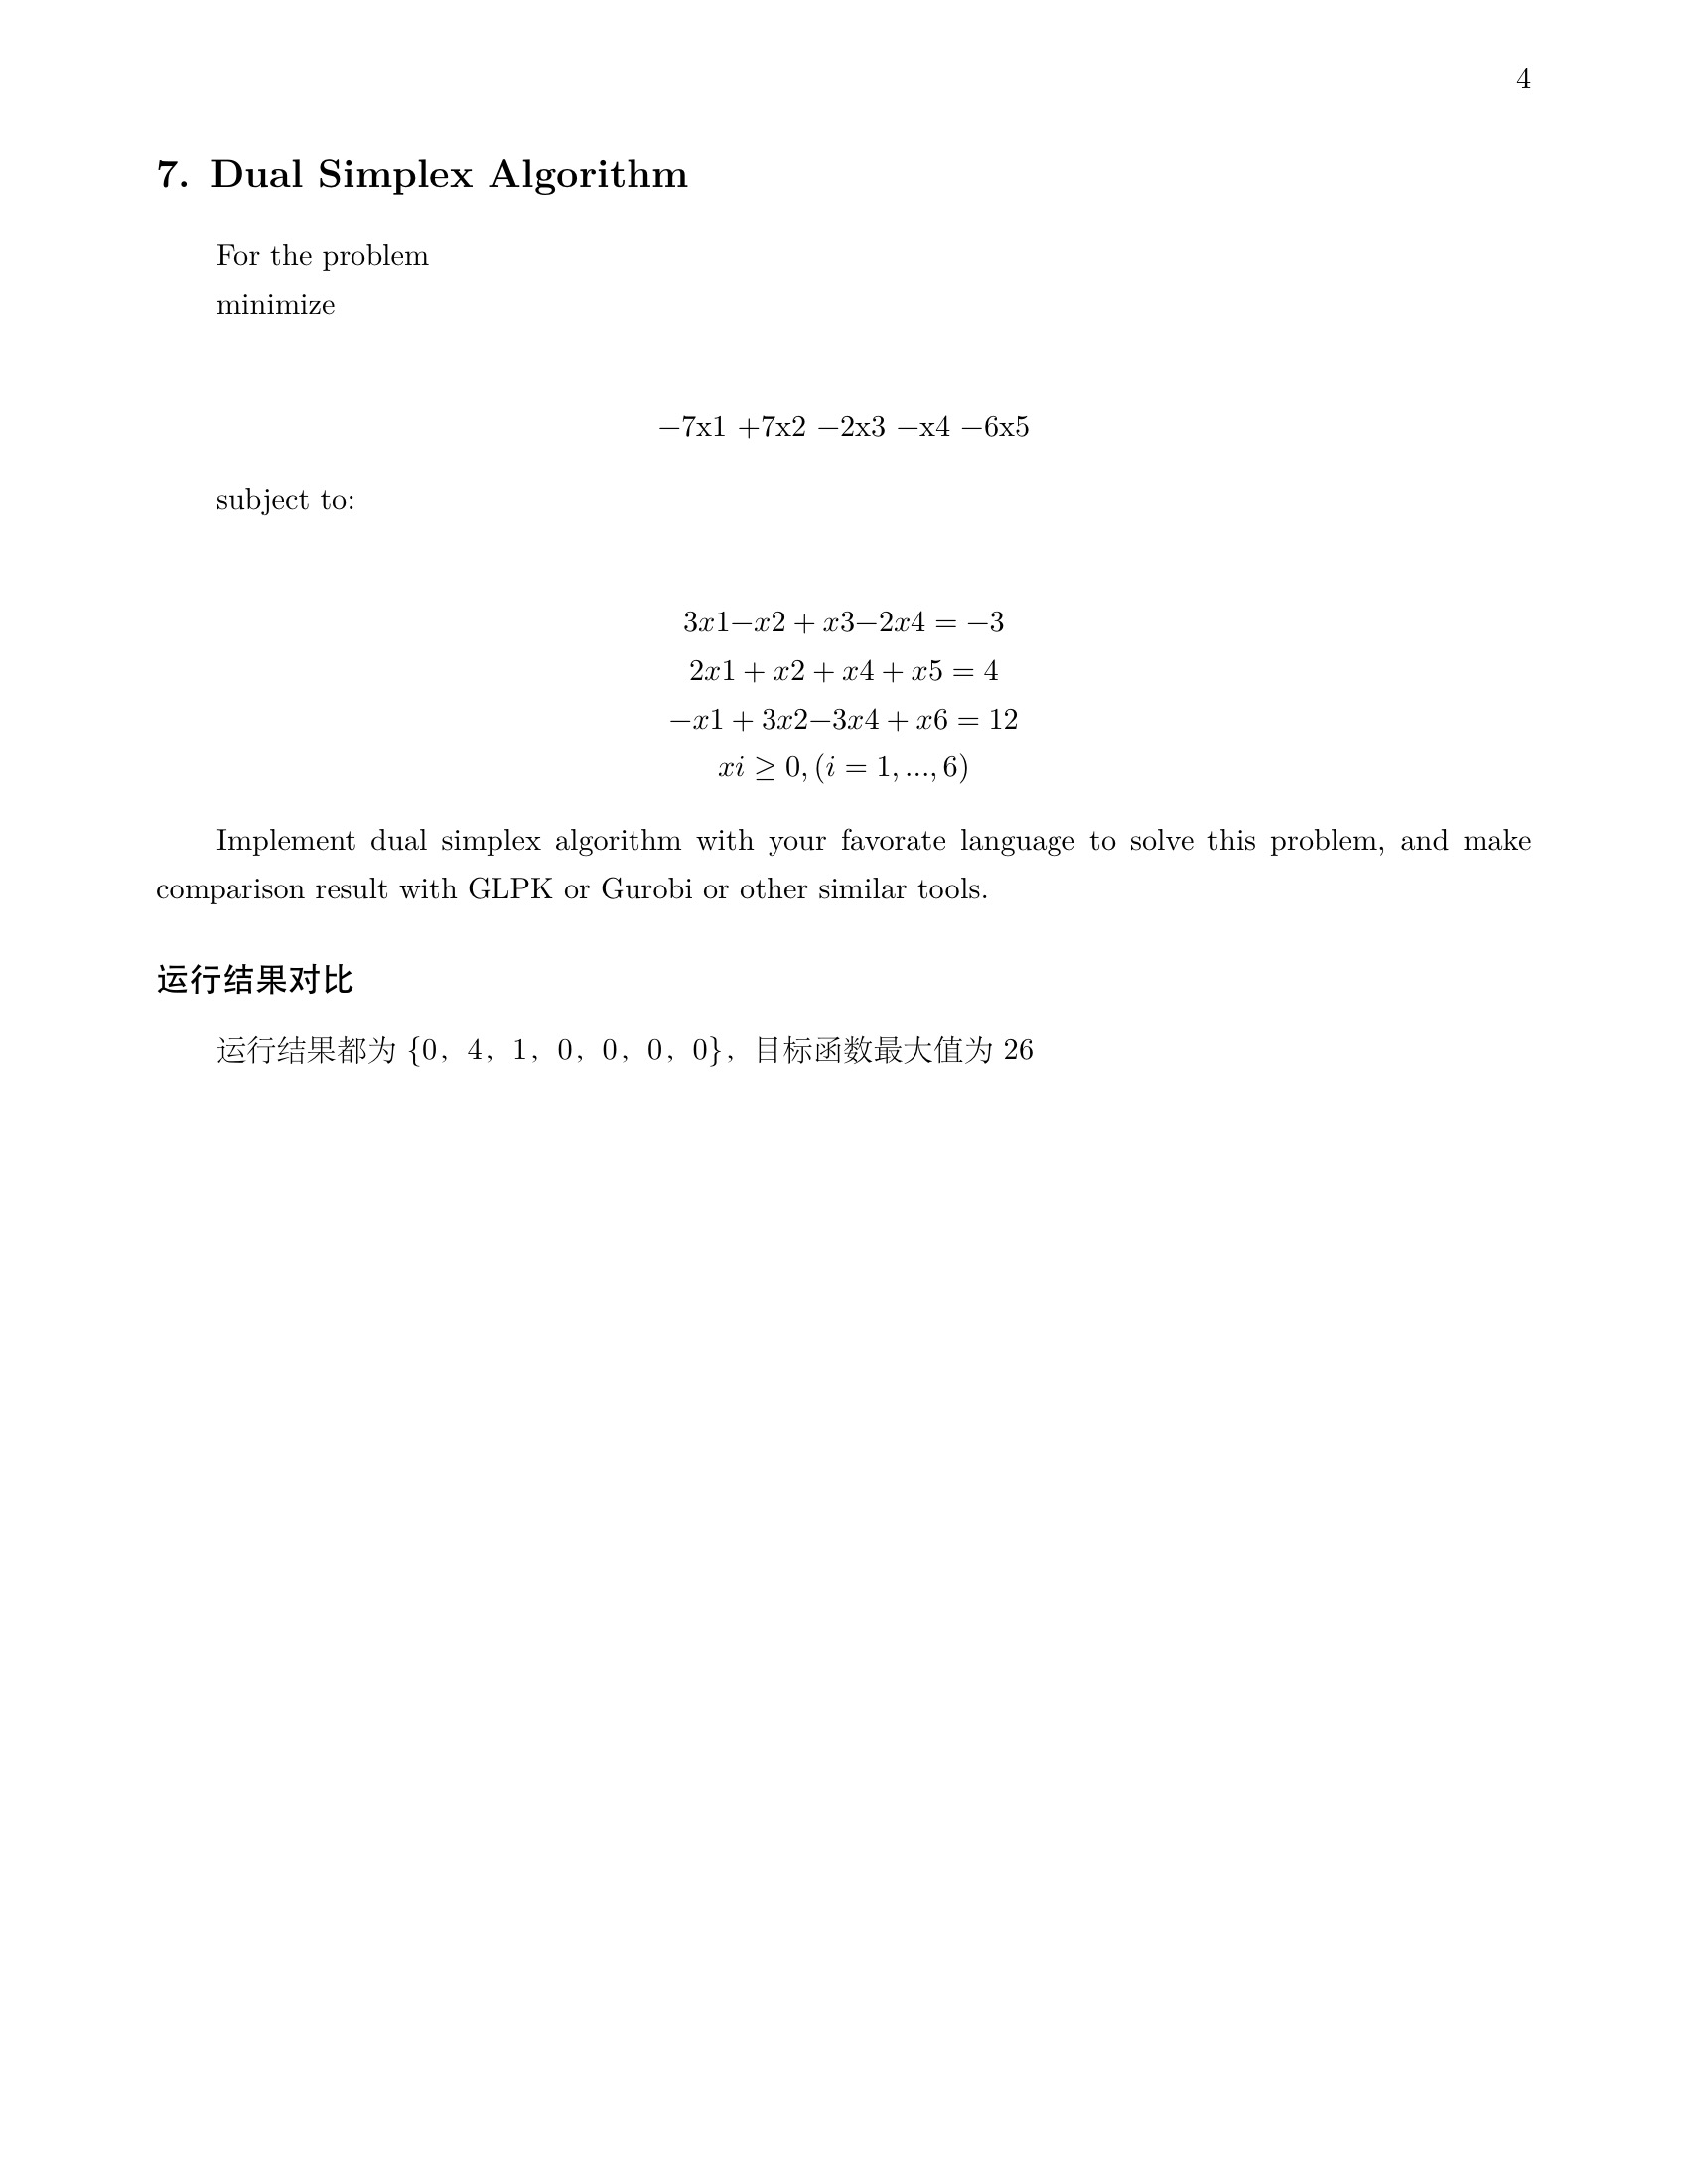 4
7. Dual Simplex Algorithm
For the problem
minimize
−7x1 +7x2 −2x3 −x4 −6x5
subject to:
3x1−x2 + x3−2x4 = −3
2x1 + x2 + x4 + x5 = 4
−x1 + 3x2−3x4 + x6 = 12
xi ≥ 0, (i = 1, ..., 6)
Implement dual simplex algorithm with your favorate language to solve this problem, and make
comparison result with GLPK or Gurobi or other similar tools.
运行结果对比
运行结果都为 {0，4，1，0，0，0，0}，目标函数最大值为 26